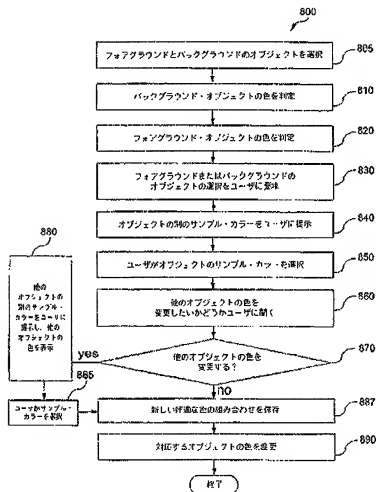 800
フォアグラウンドとバックグラウンドのオブジェクトを選択
805
バックグラウンド・オブジェクトの色を判定
810
フォアグラウンド・オブジェクトの色を判定
820
フォアグラウンドまたはバックグラウンドの
オブジェクトの選択をユーザに要求
830
オブジェクトの別のサンプル・カラーをユーザに提示
840
ユーザがオブジェクトのサンプル・カラーを選択
850
他のオブジェクトの色を
変更したいかどうかユーザに聞く
860
他のオブジェクトの色を
変更する？
870
yes
no
880
他の
オブジェクトの
別のサンプル・
カラーをユーザに
提示し、他の
オブジェクトの
色を表示
885
ユーザがサンプル・
カラーを選択
新しい好適な色の組み合わせを保存
887
対応するオブジェクトの色を変更
890
終了